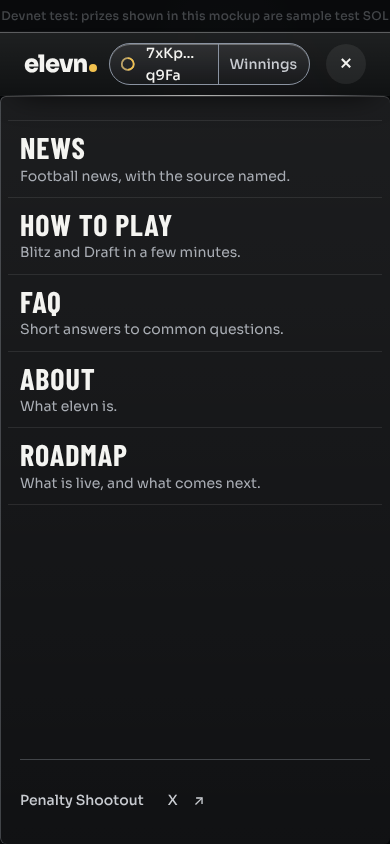 Devnet test: prizes shown in this mockup are sample test SOL
elevn.
7xKp...
q9Fa
Winnings
×
NEWS
Football news, with the source named.
HOW TO PLAY
Blitz and Draft in a few minutes.
FAQ
Short answers to common questions.
ABOUT
What elevn is.
ROADMAP
What is live, and what comes next.
Penalty Shootout X ↗